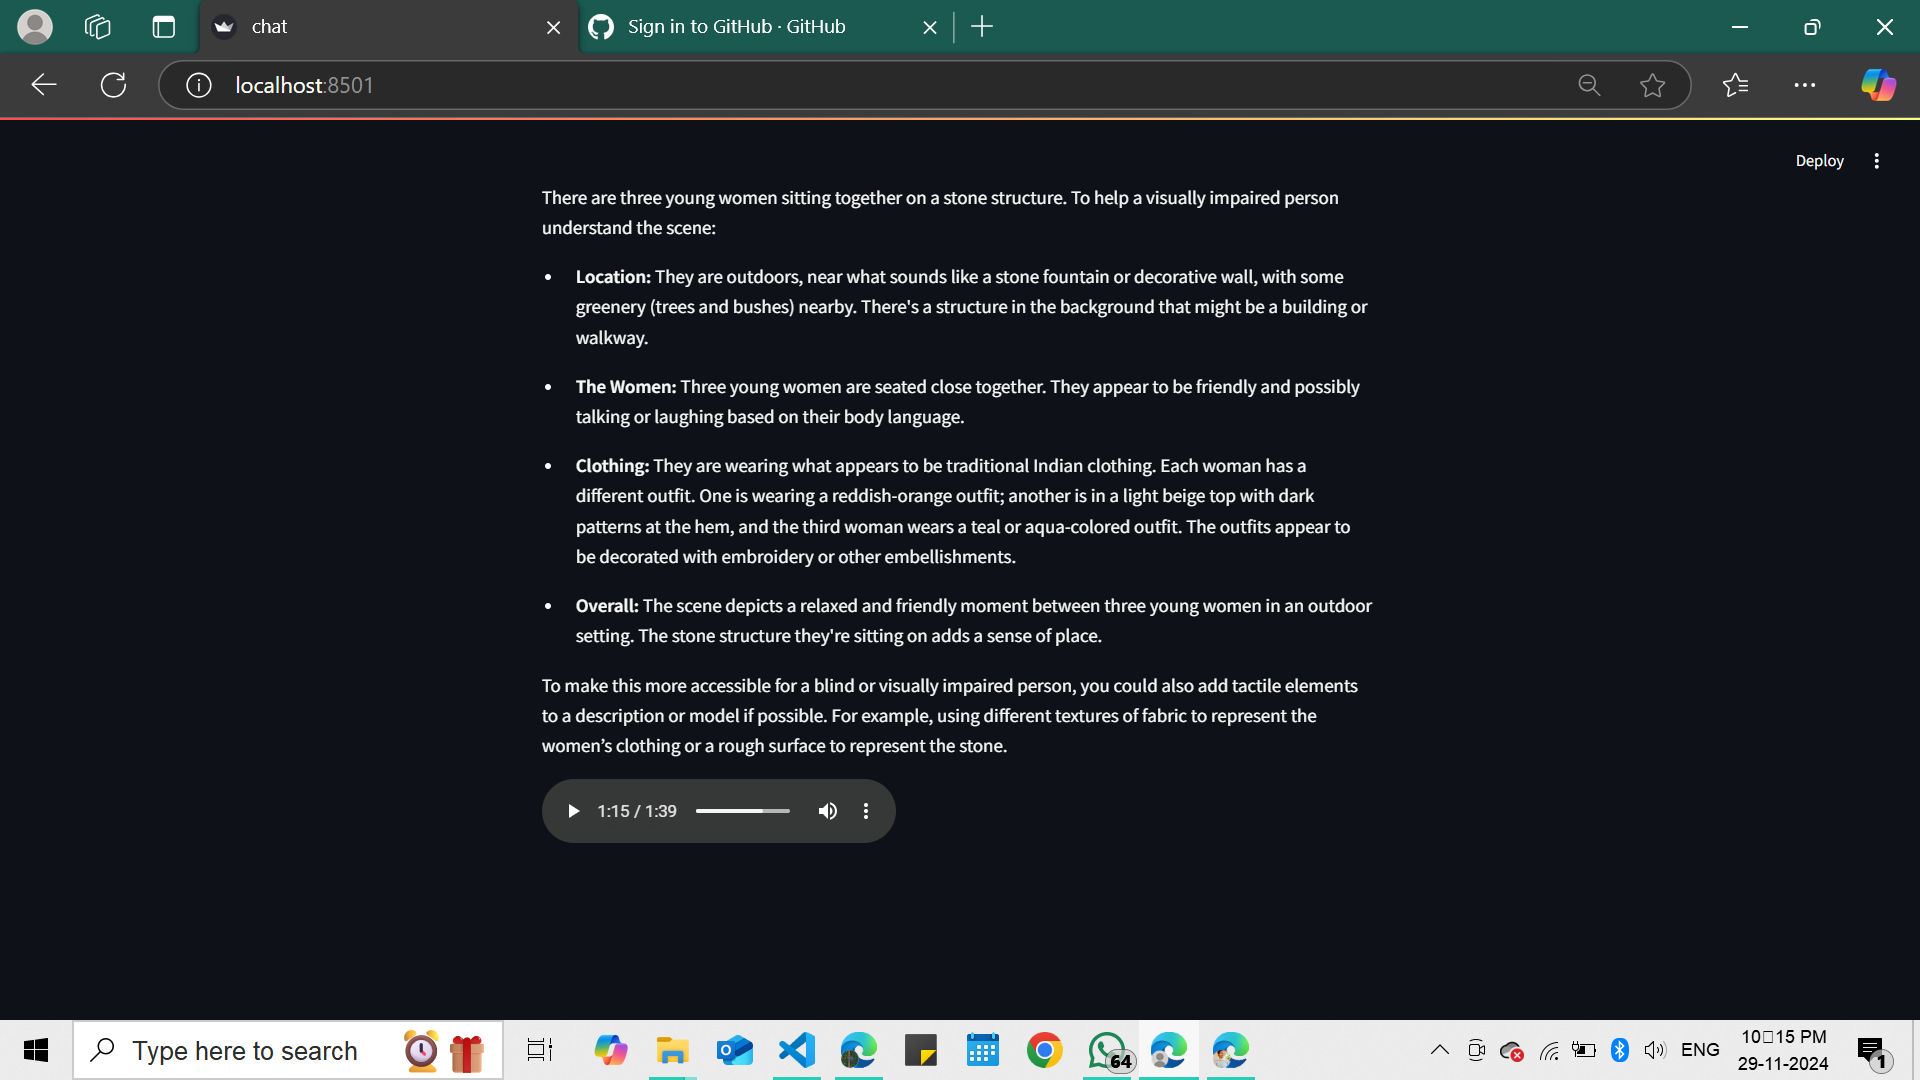 chat
Sign in to GitHub · GitHub
localhost:8501
Deploy
There are three young women sitting together on a stone structure. To help a visually impaired person
understand the scene:
• Location: They are outdoors, near what sounds like a stone fountain or decorative wall, with some
greenery (trees and bushes) nearby. There's a structure in the background that might be a building or
walkway.
• The Women: Three young women are seated close together. They appear to be friendly and possibly
talking or laughing based on their body language.
• Clothing: They are wearing what appears to be traditional Indian clothing. Each woman has a
different outfit. One is wearing a reddish-orange outfit; another is in a light beige top with dark
patterns at the hem, and the third woman wears a teal or aqua-colored outfit. The outfits appear to
be decorated with embroidery or other embellishments.
• Overall: The scene depicts a relaxed and friendly moment between three young women in an outdoor
setting. The stone structure they're sitting on adds a sense of place.
To make this more accessible for a blind or visually impaired person, you could also add tactile elements
to a description or model if possible. For example, using different textures of fabric to represent the
women’s clothing or a rough surface to represent the stone.
1:15 / 1:39
Type here to search
64
ENG
10▯15 PM
29-11-2024
1